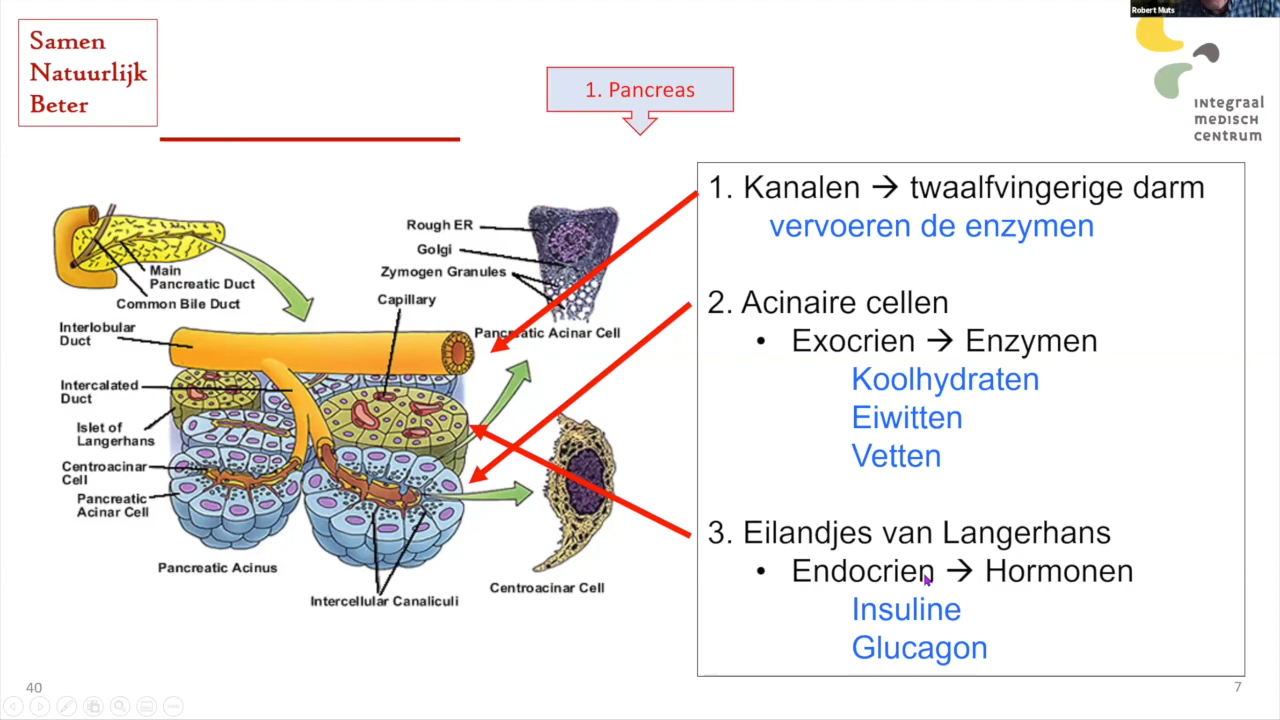 Robert Muts
Samen
Natuurlijk
Beter
1. Pancreas
integraal
medisch
centrum
1. Kanalen → twaalfvingerige darm
vervoeren de enzymen
2. Acinaire cellen
• Exocrien → Enzymen
Koolhydraten
Eiwitten
Vetten
3. Eilandjes van Langerhans
• Endocrien → Hormonen
Insuline
Glucagon
Main
Pancreatic Duct
Common Bile Duct
Interlobular
Duct
Intercalated
Duct
Islet of
Langerhans
Centroacinar
Cell
Pancreatic
Acinar Cell
Pancreatic Acinus
Rough ER
Golgi
Zymogen Granules
Capillary
Pancreatic Acinar Cell
Centroacinar Cell
Intercellular Canaliculi
40
7